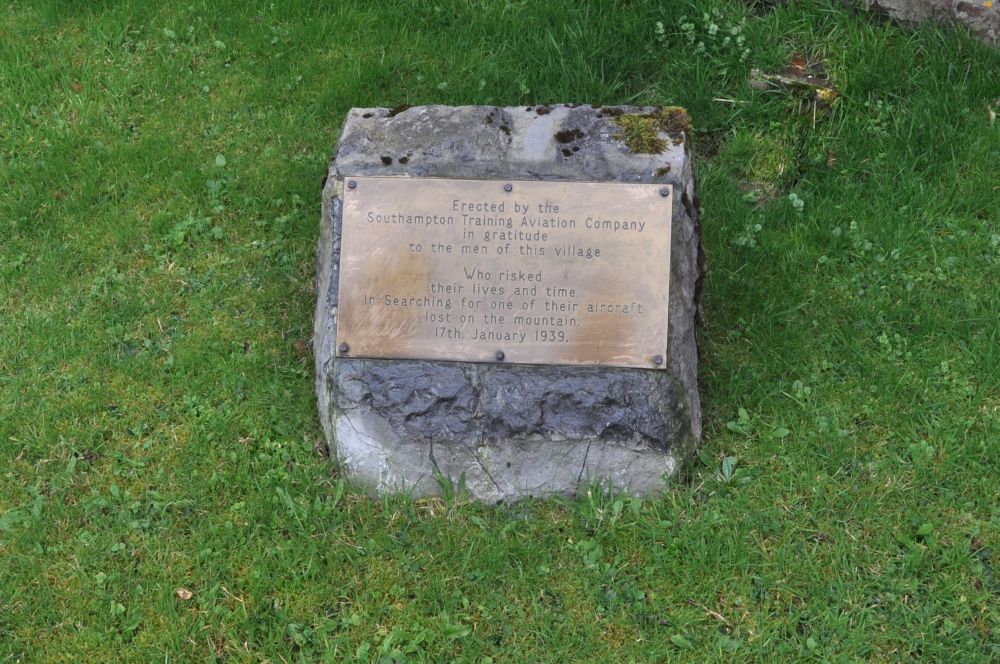 Erected by the
Southampton Training Aviation Company
in gratitude
to the men of this village
Who risked
their lives and time
In Searching for one of their aircraft
lost on the mountain.
17th. January 1939.